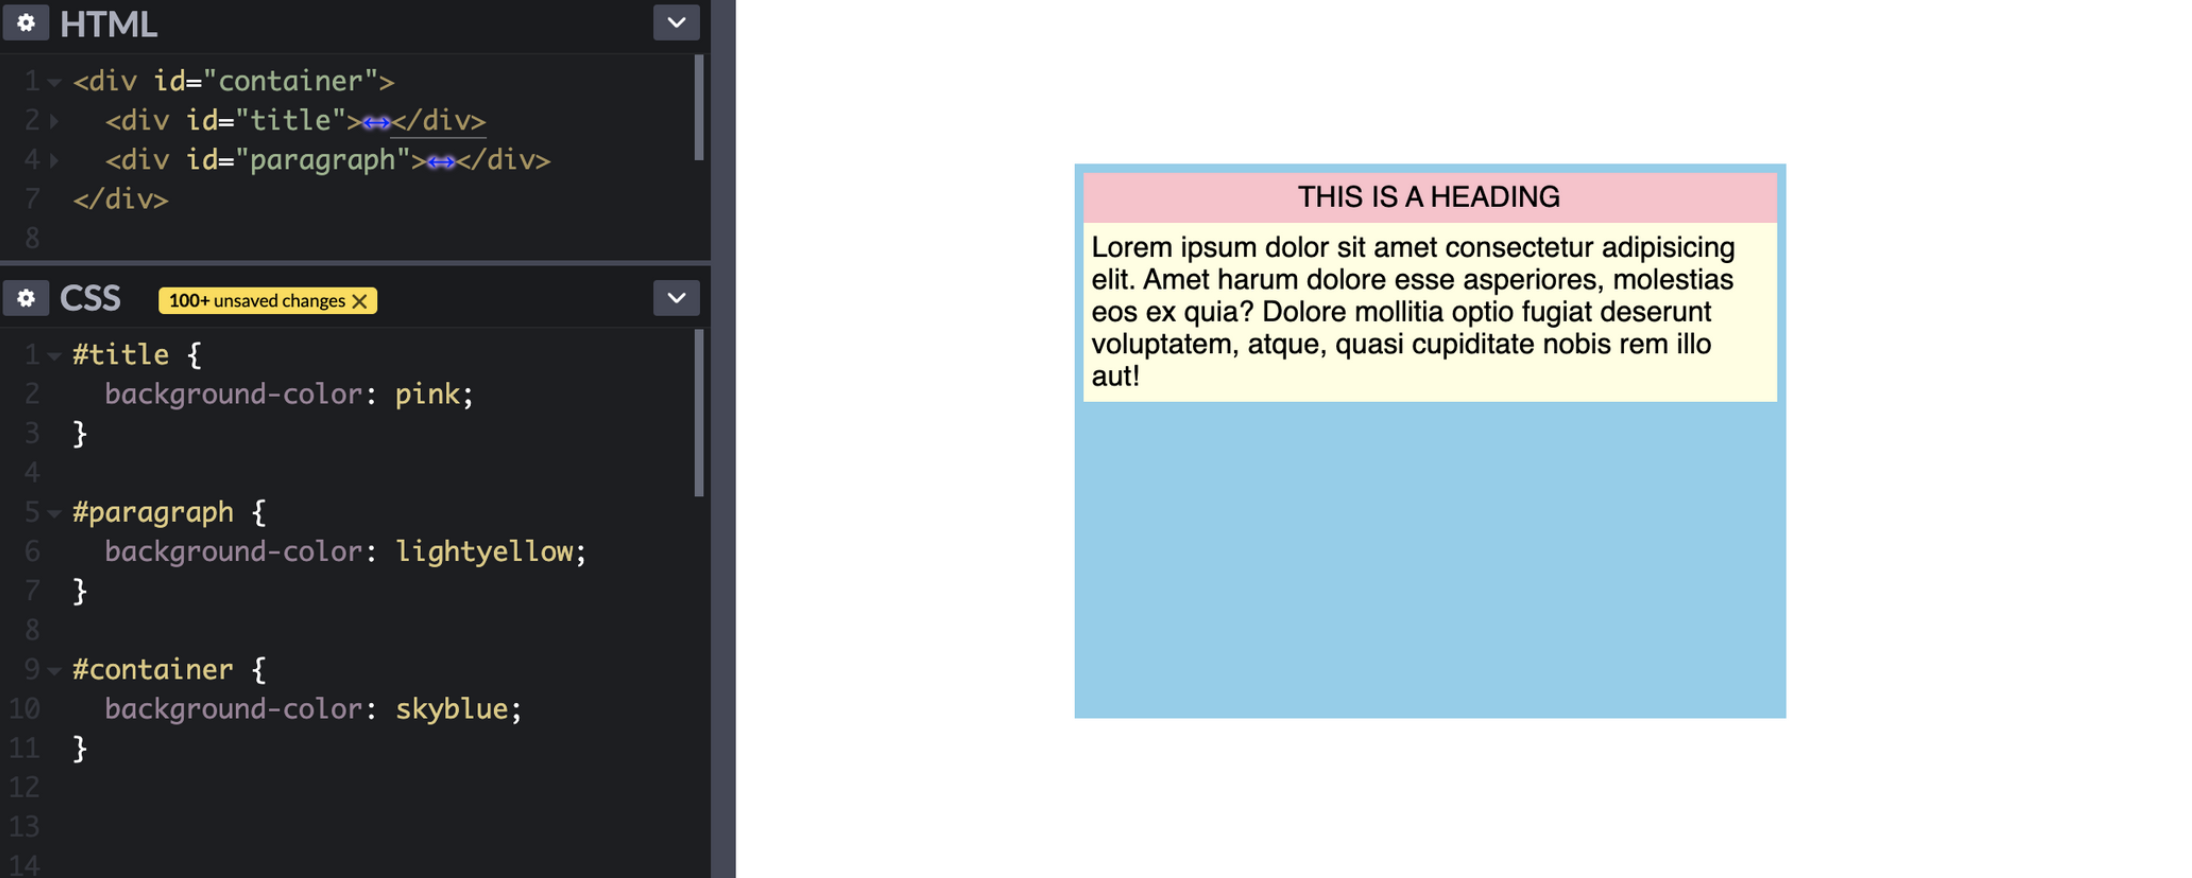 HTML
1 <div id="container">
2   <div id="title">↔</div>
4   <div id="paragraph">↔</div>
7 </div>
8
CSS 100+ unsaved changes ×
1 #title {
2   background-color: pink;
3 }
4
5 #paragraph {
6   background-color: lightyellow;
7 }
8
9 #container {
10   background-color: skyblue;
11 }
12
13
14
THIS IS A HEADING
Lorem ipsum dolor sit amet consectetur adipisicing
elit. Amet harum dolore esse asperiores, molestias
eos ex quia? Dolore mollitia optio fugiat deserunt
voluptatem, atque, quasi cupiditate nobis rem illo
aut!